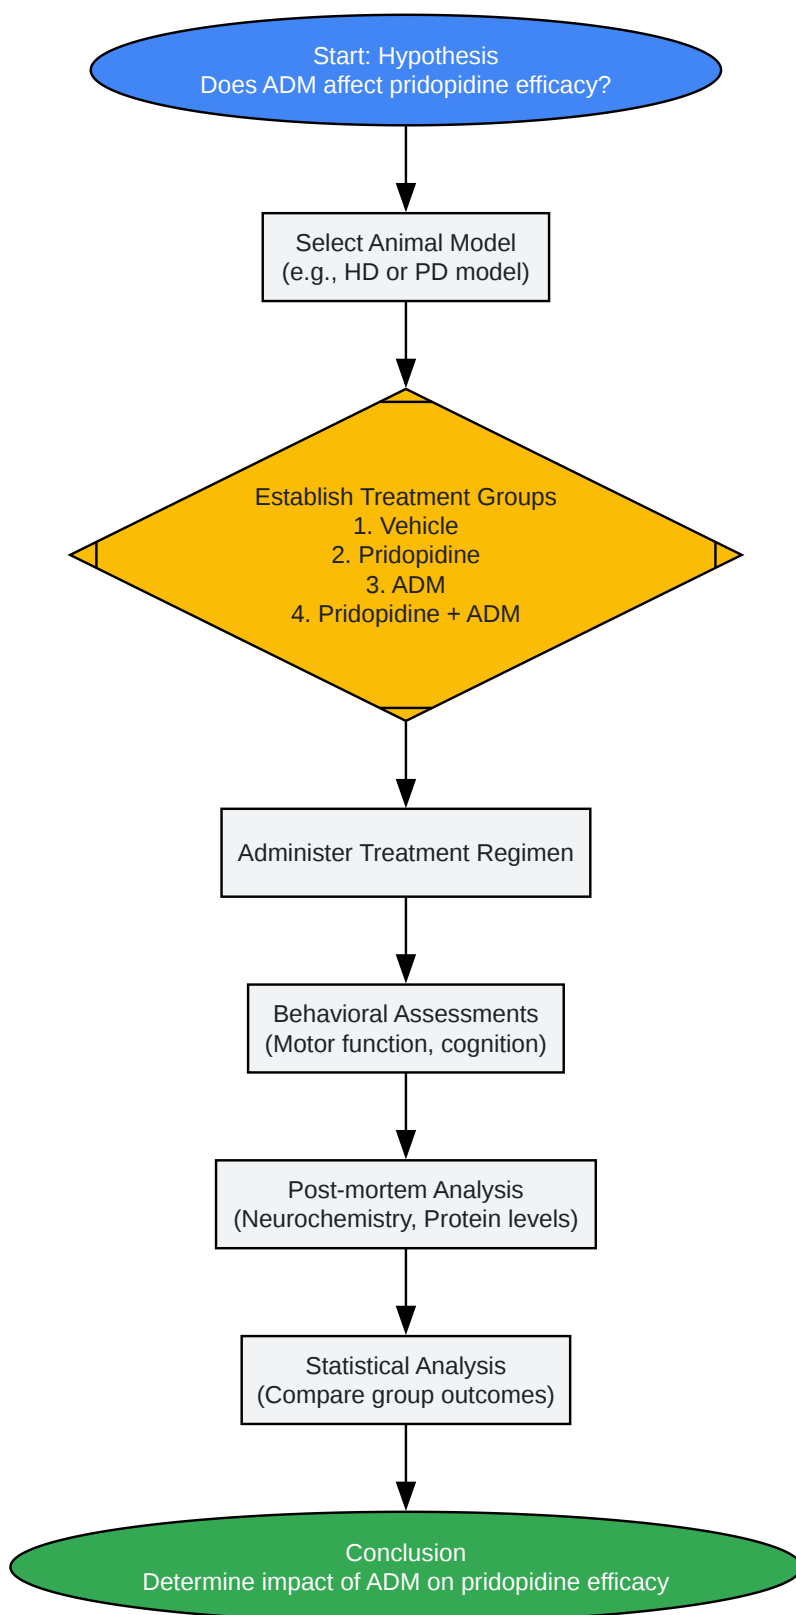 Start: Hypothesis
Does ADM affect pridopidine efficacy?
Select Animal Model
(e.g., HD or PD model)
Establish Treatment Groups
1. Vehicle
2. Pridopidine
3. ADM
4. Pridopidine + ADM
Administer Treatment Regimen
Behavioral Assessments
(Motor function, cognition)
Post-mortem Analysis
(Neurochemistry, Protein levels)
Statistical Analysis
(Compare group outcomes)
Conclusion
Determine impact of ADM on pridopidine efficacy